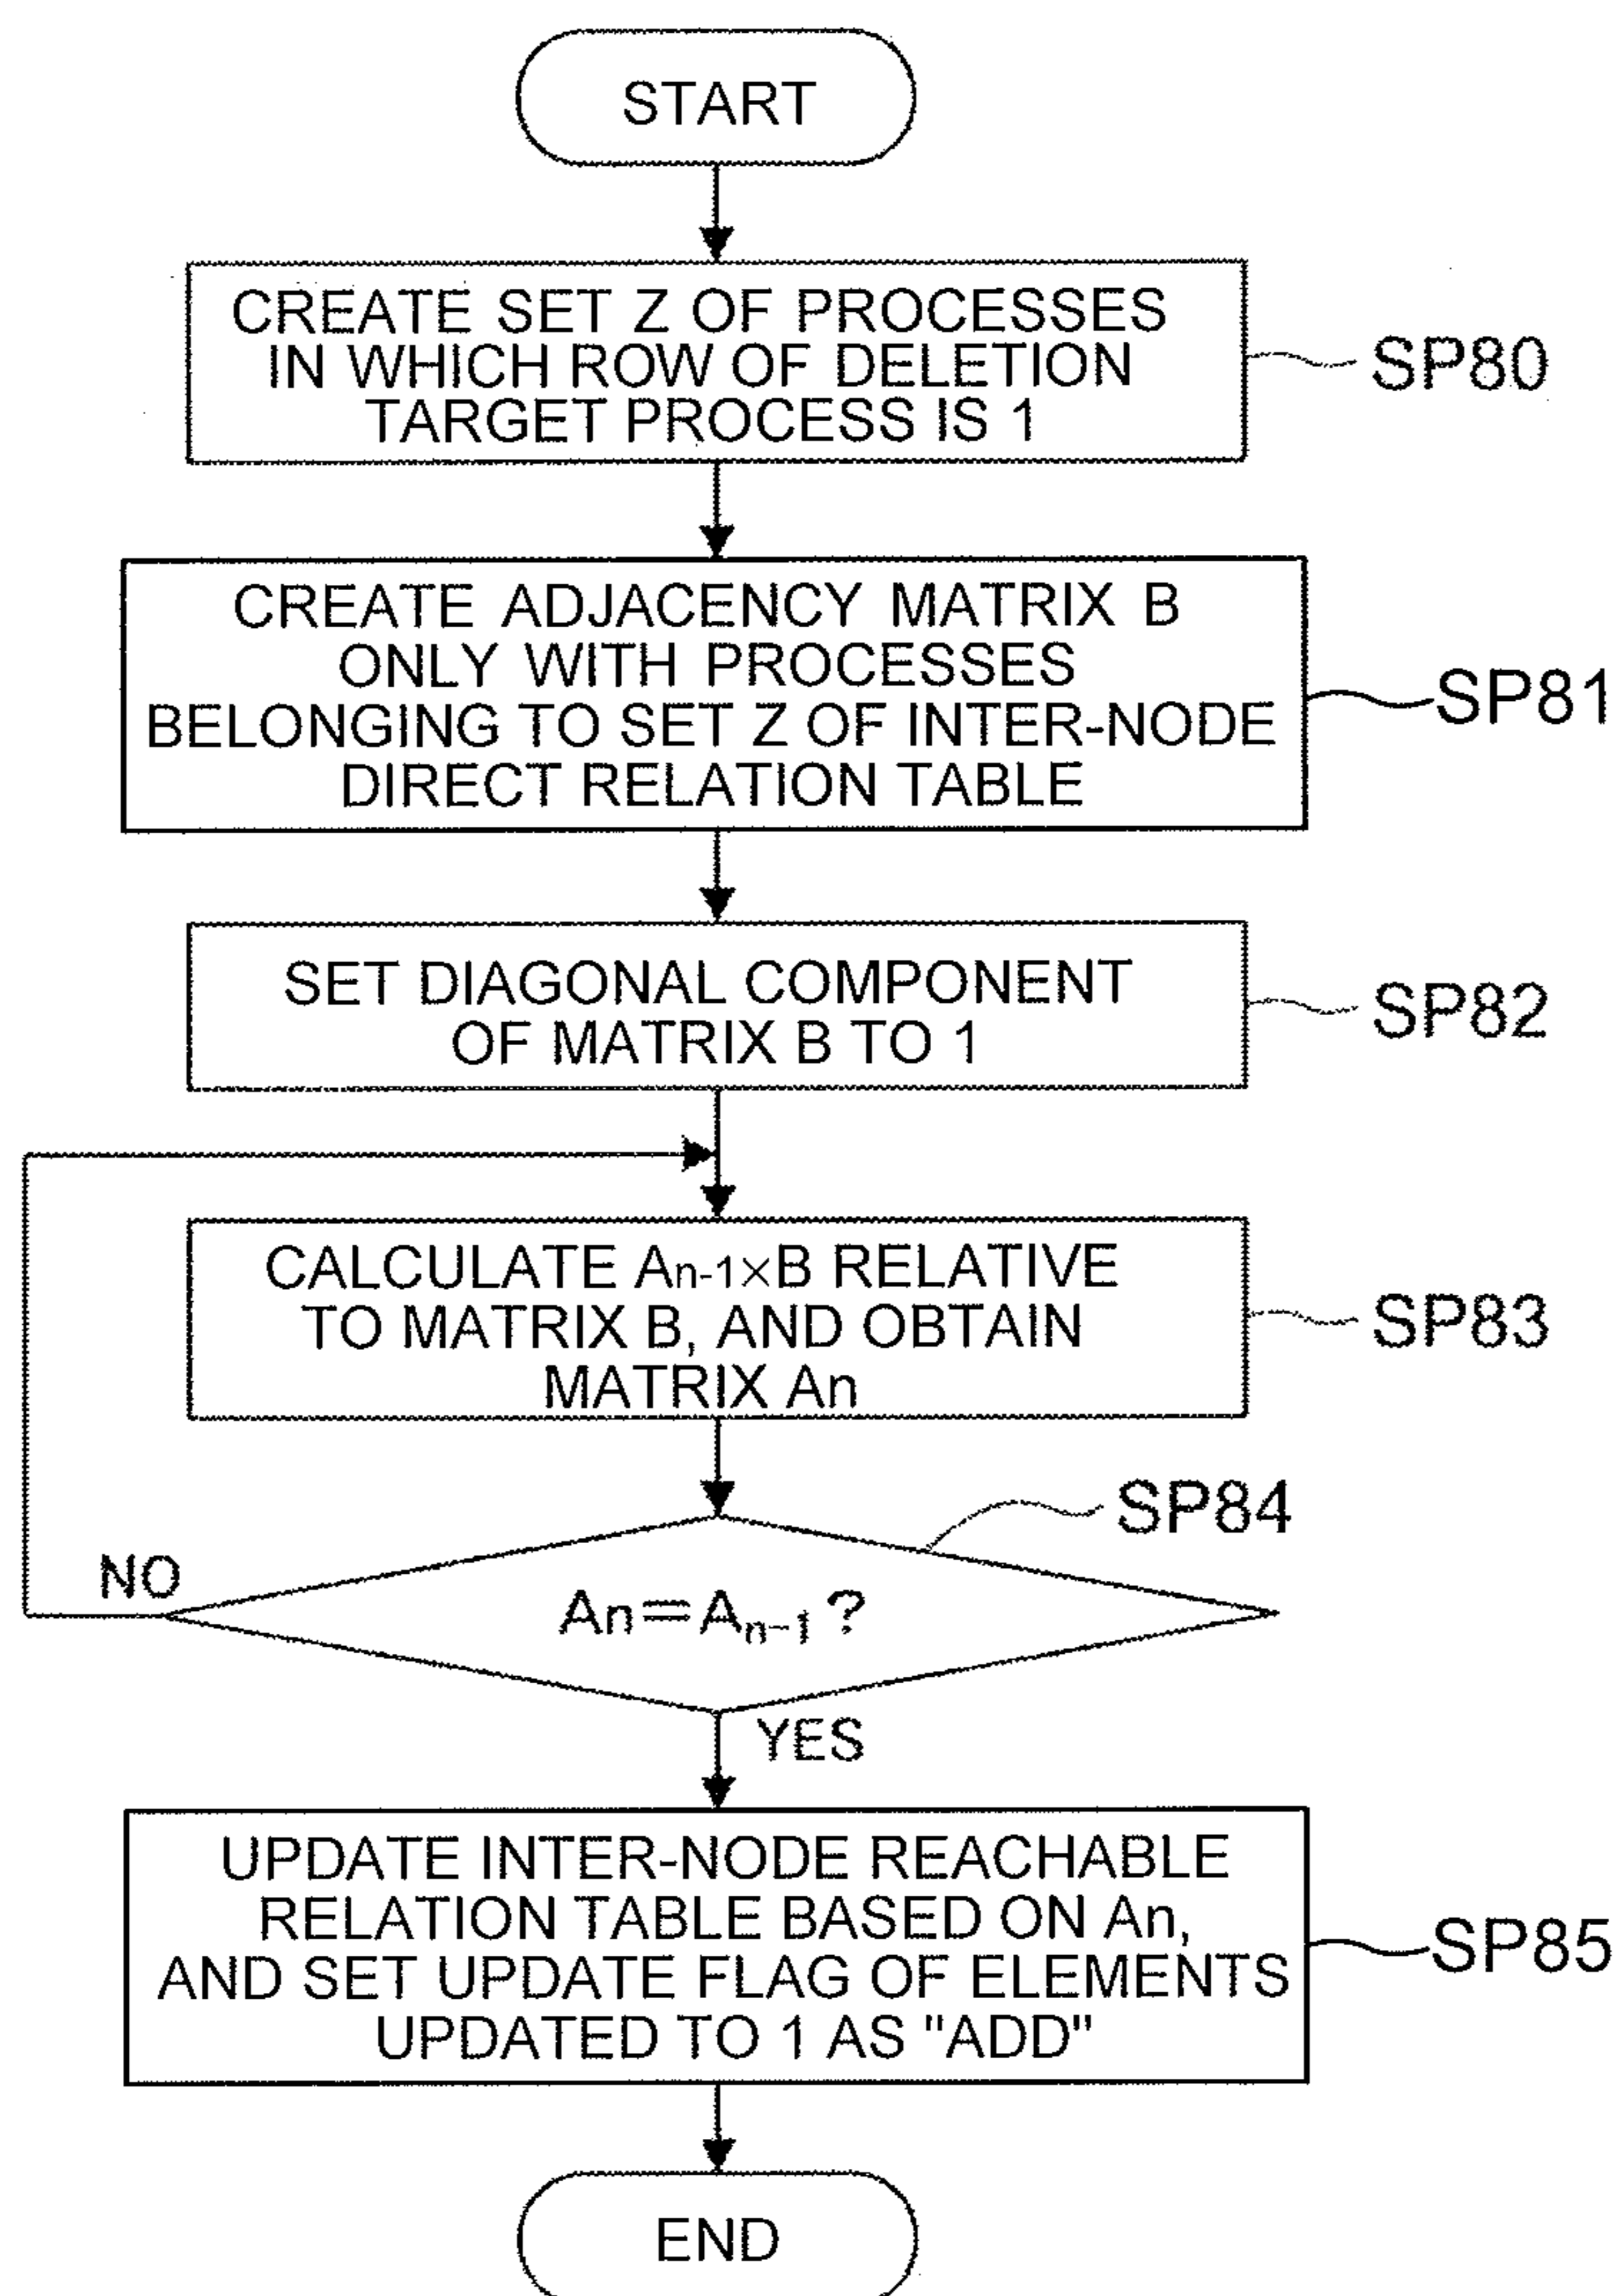 START
CREATE SET Z OF PROCESSES
IN WHICH ROW OF DELETION
TARGET PROCESS IS 1
SP80
CREATE ADJACENCY MATRIX B
ONLY WITH PROCESSES
BELONGING TO SET Z OF INTER-NODE
DIRECT RELATION TABLE
SP81
SET DIAGONAL COMPONENT
OF MATRIX B TO 1
SP82
CALCULATE An-1×B RELATIVE
TO MATRIX B, AND OBTAIN
MATRIX An
SP83
SP84
NO
An=An-1?
YES
UPDATE INTER-NODE REACHABLE
RELATION TABLE BASED ON An,
AND SET UPDATE FLAG OF ELEMENTS
UPDATED TO 1 AS "ADD"
SP85
END